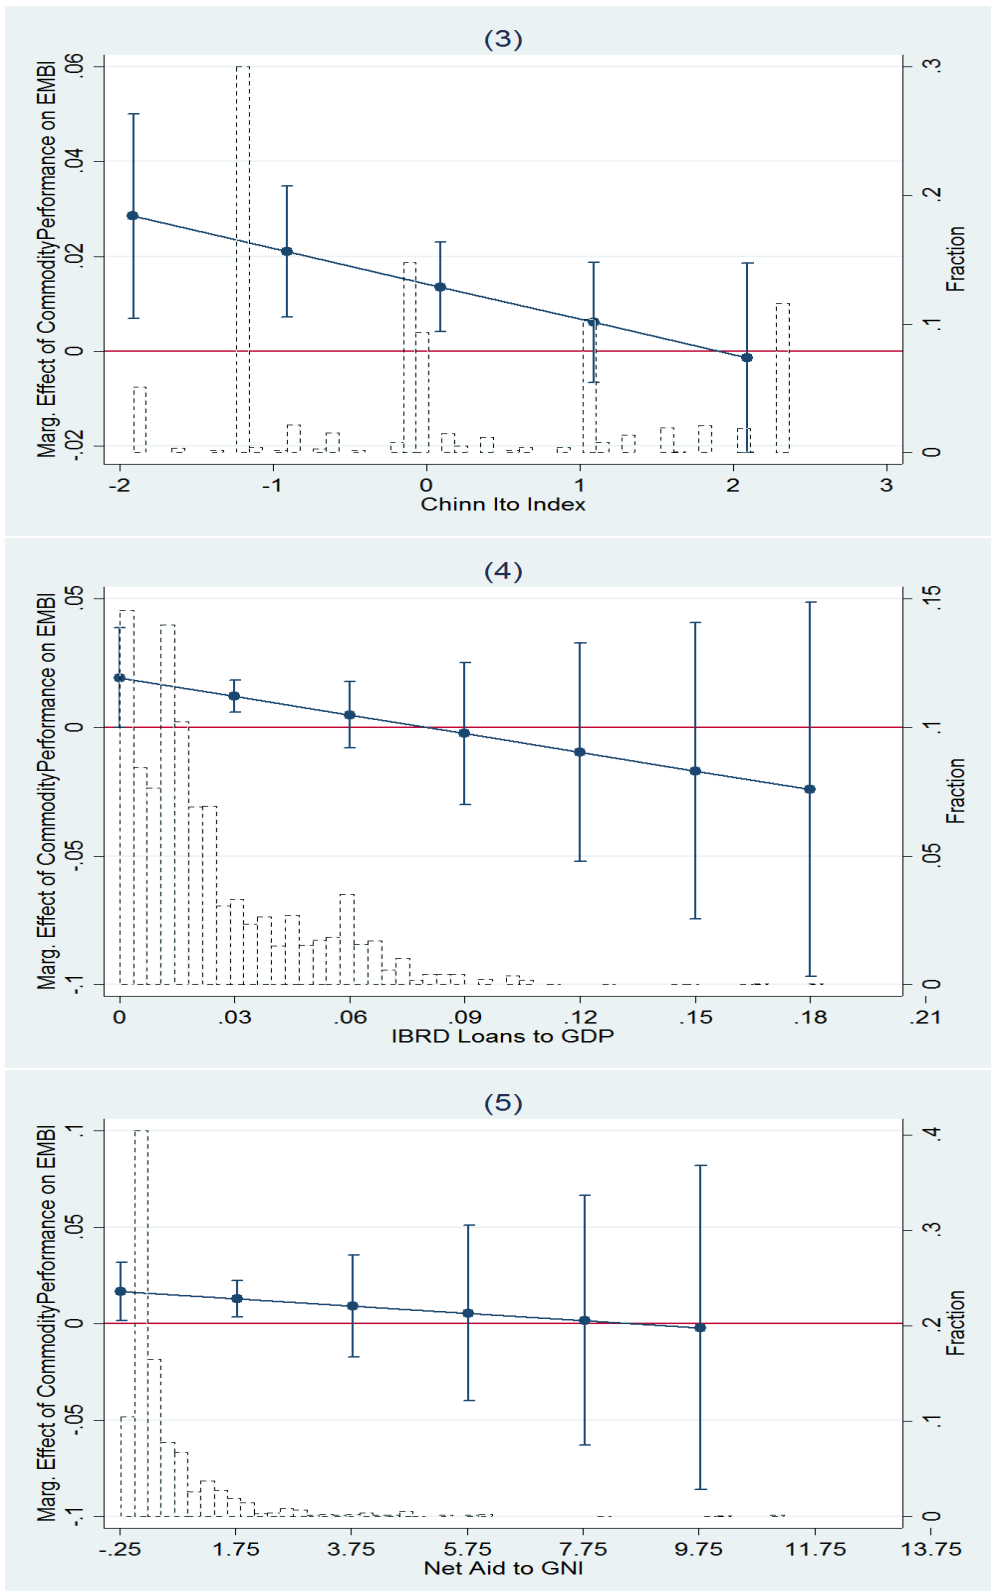 (3)
Marg. Effect of CommodityPerformance on EMBI
.06
.04
.02
0
-.02
.3
.2
.1
0
Fraction
-2 -1 0 1 2 3
Chinn Ito Index
(4)
Marg. Effect of CommodityPerformance on EMBI
.05
0
-.05
-.1
.15
.1
.05
0
Fraction
0 .03 .06 .09 .12 .15 .18 .21
IBRD Loans to GDP
(5)
Marg. Effect of CommodityPerformance on EMBI
.1
.05
0
-.05
-.1
.4
.3
.2
.1
0
Fraction
-.25 1.75 3.75 5.75 7.75 9.75 11.75 13.75
Net Aid to GNI